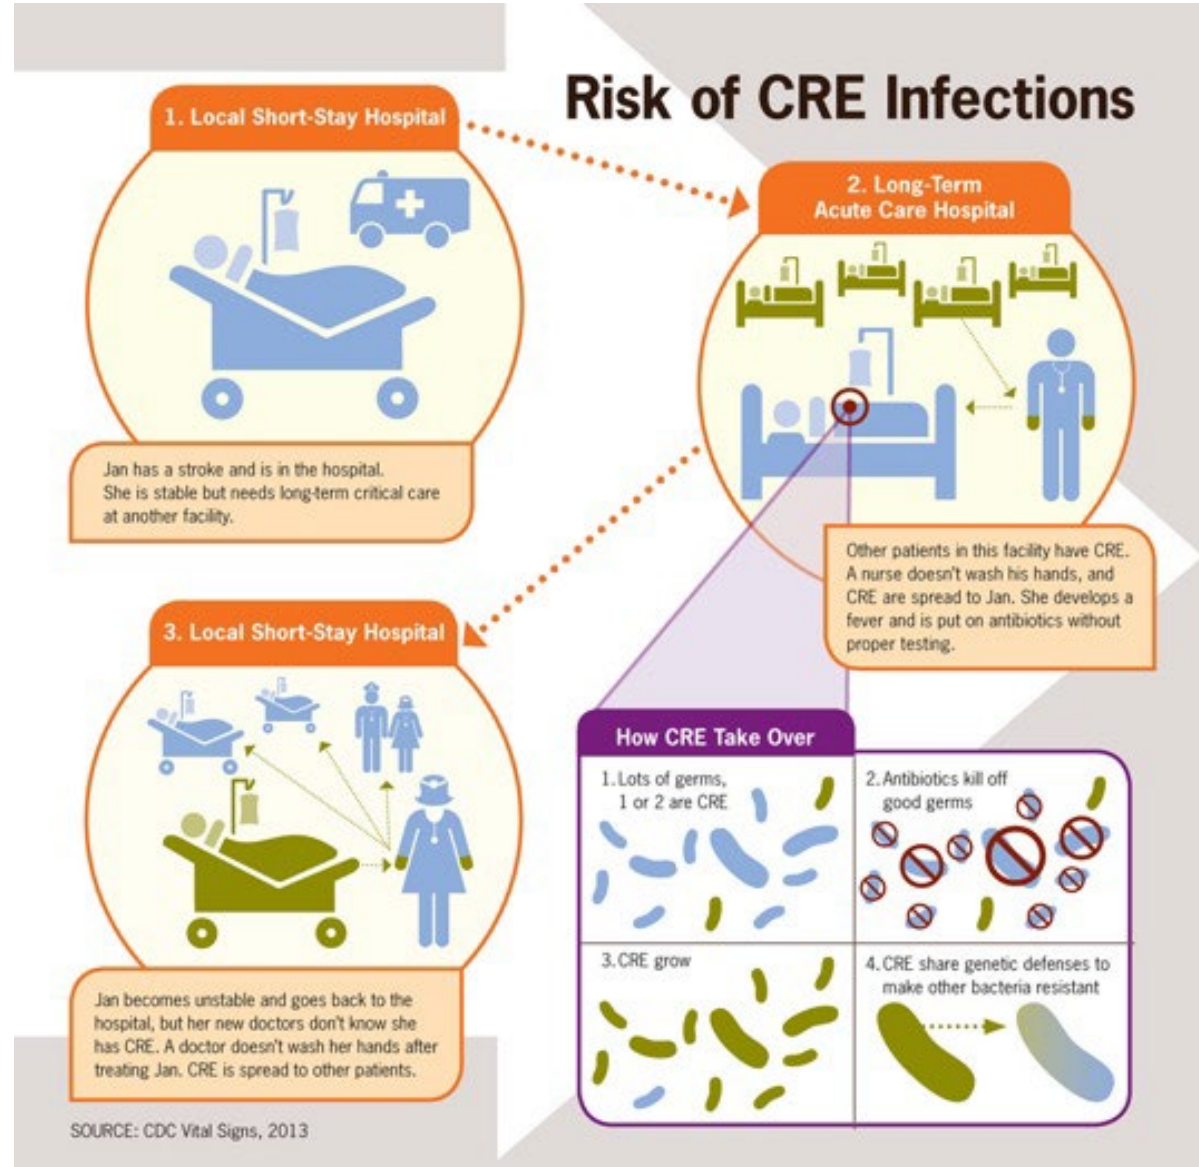 Risk of CRE Infections
1. Local Short-Stay Hospital
Jan has a stroke and is in the hospital.
She is stable but needs long-term critical care
at another facility.
2. Long-Term
Acute Care Hospital
Other patients in this facility have CRE.
A nurse doesn't wash his hands, and
CRE are spread to Jan. She develops a
fever and is put on antibiotics without
proper testing.
3. Local Short-Stay Hospital
Jan becomes unstable and goes back to the
hospital, but her new doctors don't know she
has CRE. A doctor doesn't wash her hands after
treating Jan. CRE is spread to other patients.
How CRE Take Over
1. Lots of germs,
1 or 2 are CRE
2. Antibiotics kill off
good germs
3. CRE grow
4. CRE share genetic defenses to
make other bacteria resistant
SOURCE: CDC Vital Signs, 2013